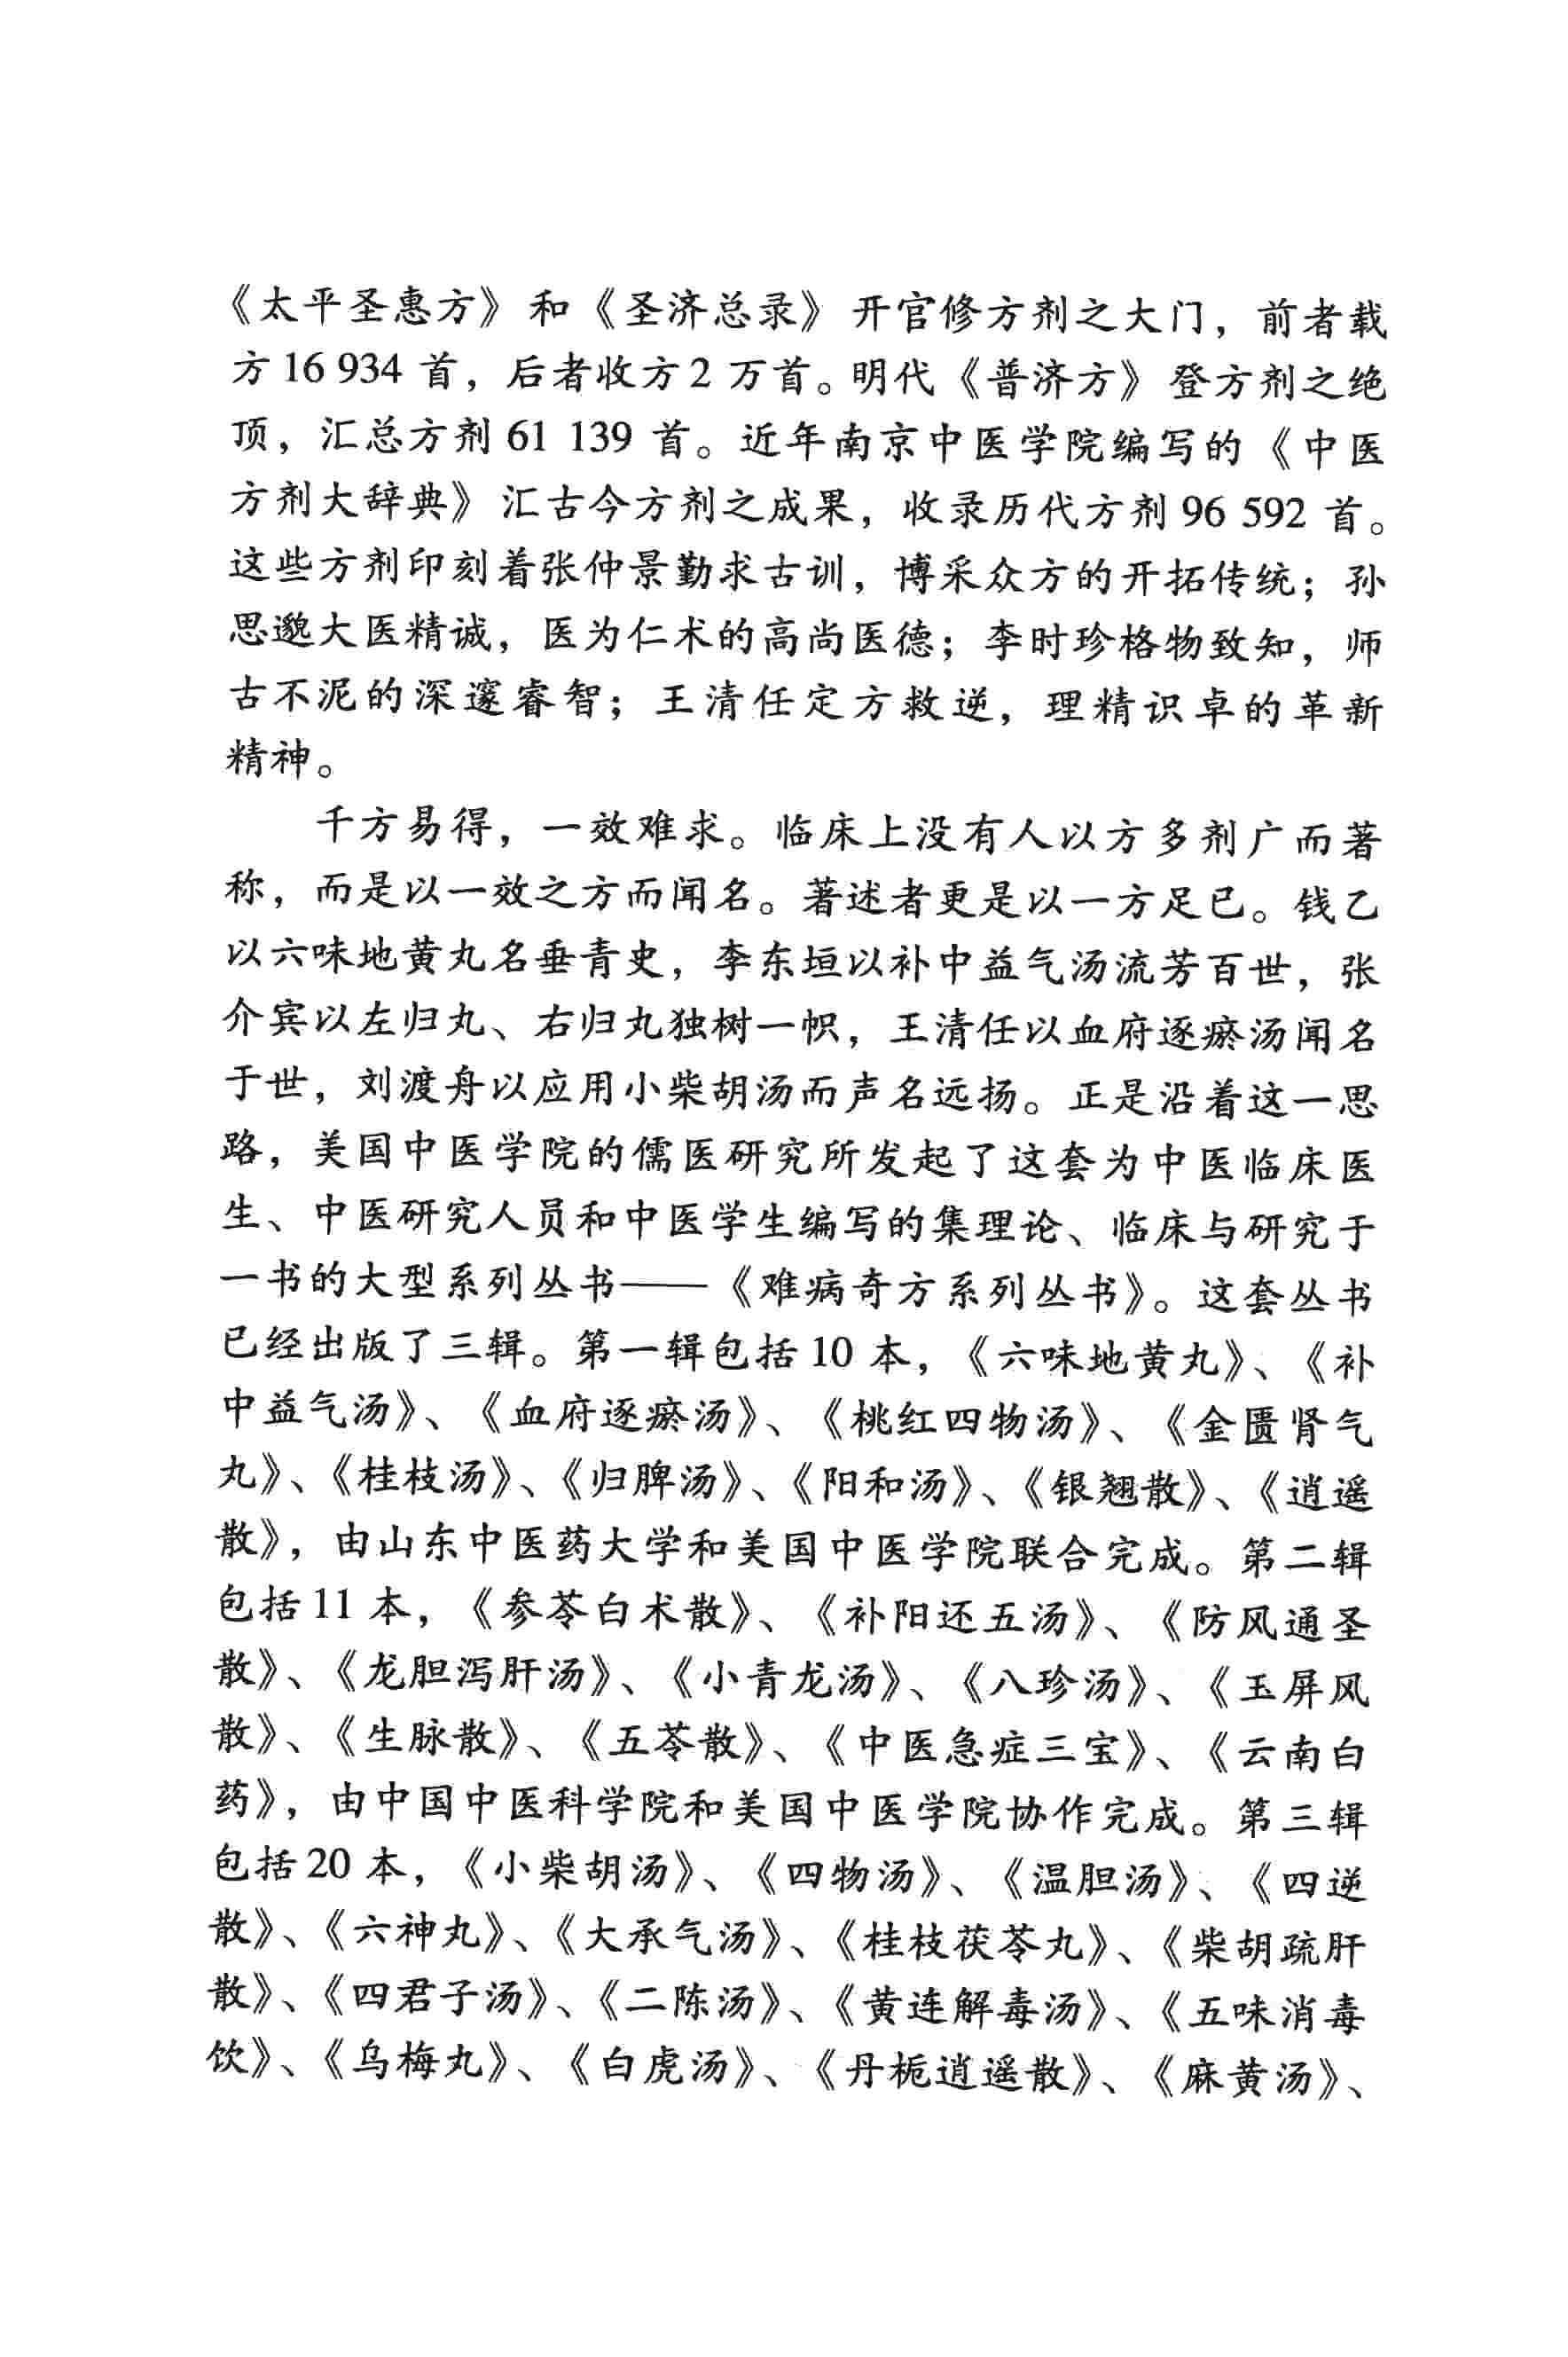 《太平圣惠方》和《圣济总录》开官修方剂之大门，前者载
方16 934 首，后者收方2 万首。明代《普济方》登方剂之绝
顶，汇总方剂 61 139 首。近年南京中医学院编写的《中医
方剂大辞典》汇古今方剂之成果，收录历代方剂 96 592 首。
这些方剂印刻着张仲景勤求古训，博采众方的开拓传统；孙
思邈大医精诚，医为仁术的高尚医德；李时珍格物致知，师
古不泥的深邃睿智；王清任定方救逆，理精识卓的革新
精神。
千方易得，一效难求。临床上没有人以方多剂广而著
称，而是以一效之方而闻名。著述者更是以一方足已。钱乙
以六味地黄丸名垂青史，李东垣以补中益气汤流芳百世，张
介宾以左归丸、右归丸独树一帜，王清任以血府逐瘀汤闻名
于世，刘渡舟以应用小柴胡汤而声名远扬。正是沿着这一思
路，美国中医学院的儒医研究所发起了这套为中医临床医
生、中医研究人员和中医学生编写的集理论、临床与研究于
一书的大型系列丛书——《难病奇方系列丛书》。这套丛书
已经出版了三辑。第一辑包括 10 本，《六味地黄丸》、《补
中益气汤》、《血府逐瘀汤》、《桃红四物汤》、《金匮肾气
丸》、《桂枝汤》、《归脾汤》、《阳和汤》、《银翘散》、《逍遥
散》，由山东中医药大学和美国中医学院联合完成。第二辑
包括 11 本，《参苓白术散》、《补阳还五汤》、《防风通圣
散》、《龙胆泻肝汤》、《小青龙汤》、《八珍汤》、《玉屏风
散》、《生脉散》、《五苓散》、《中医急症三宝》、《云南白
药》，由中国中医科学院和美国中医学院协作完成。第三辑
包括 20 本，《小柴胡汤》、《四物汤》、《温胆汤》、《四逆
散》、《六神丸》、《大承气汤》、《桂枝茯苓丸》、《柴胡疏肝
散》、《四君子汤》、《二陈汤》、《黄连解毒汤》、《五味消毒
饮》、《乌梅丸》、《白虎汤》、《丹栀逍遥散》、《麻黄汤》、